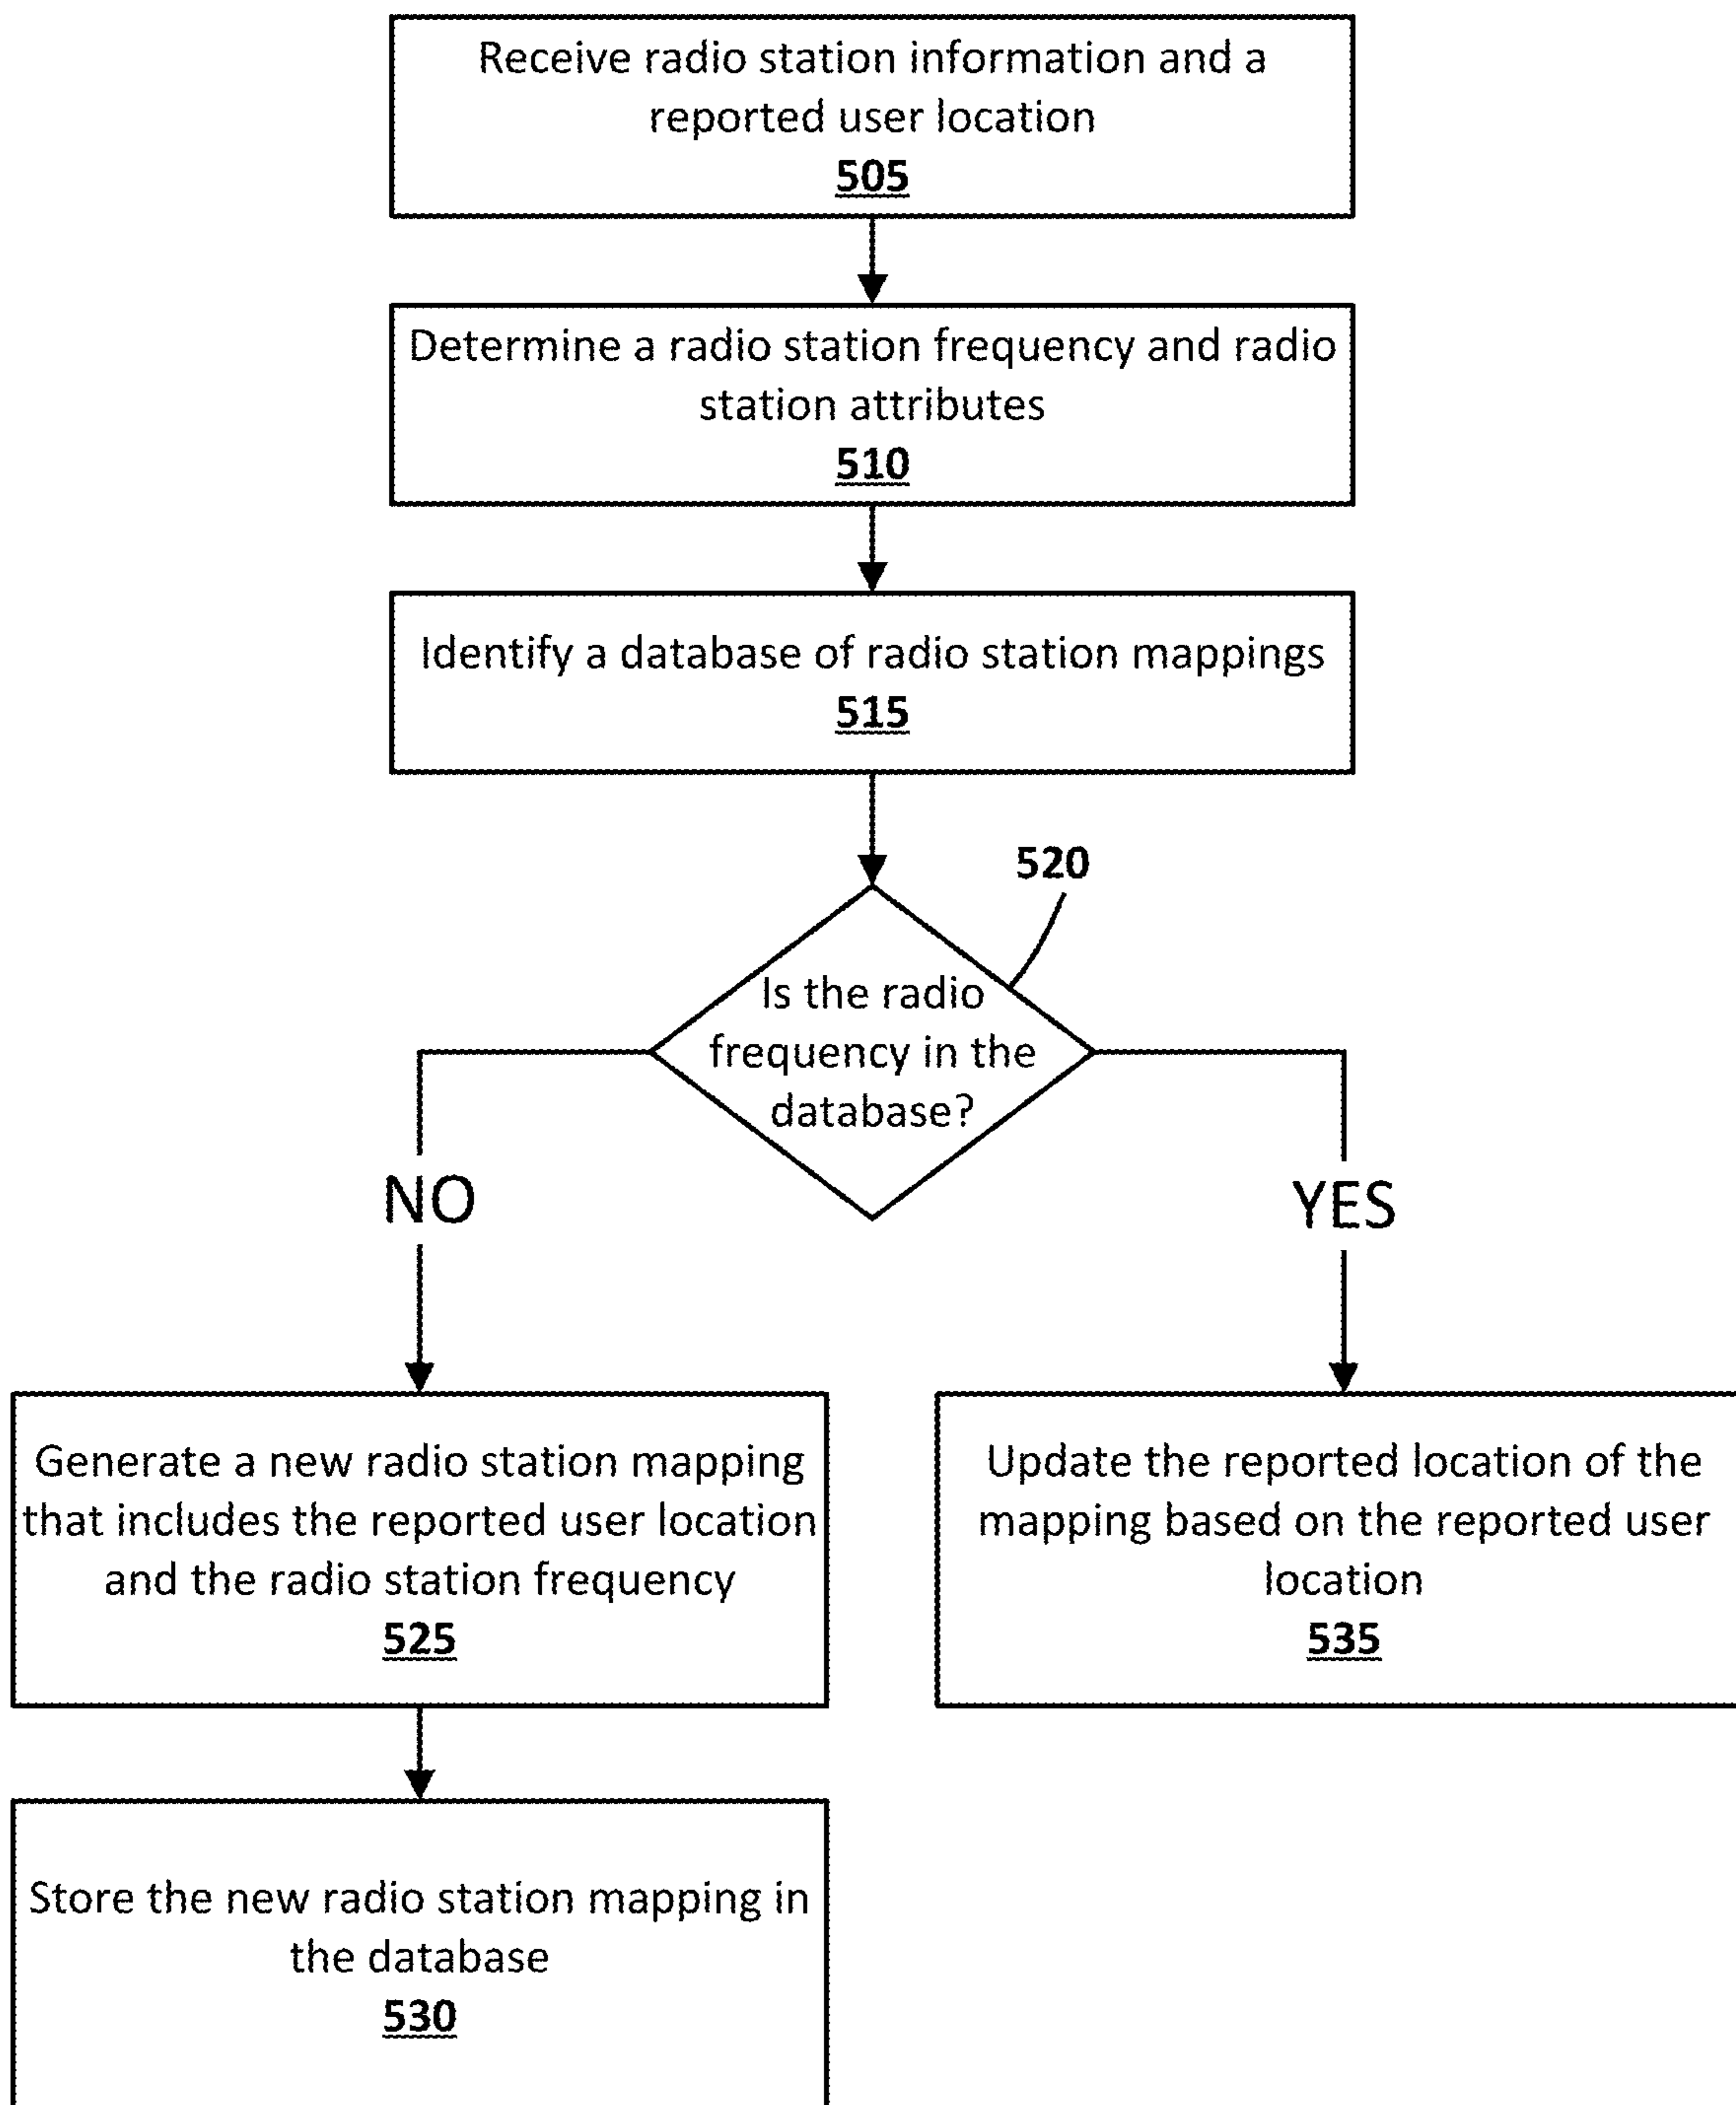 Receive radio station information and a
reported user location
505
Determine a radio station frequency and radio
station attributes
510
Identify a database of radio station mappings
515
520
Is the radio
frequency in the
database?
NO
YES
Generate a new radio station mapping
that includes the reported user location
and the radio station frequency
525
Update the reported location of the
mapping based on the reported user
location
535
Store the new radio station mapping in
the database
530